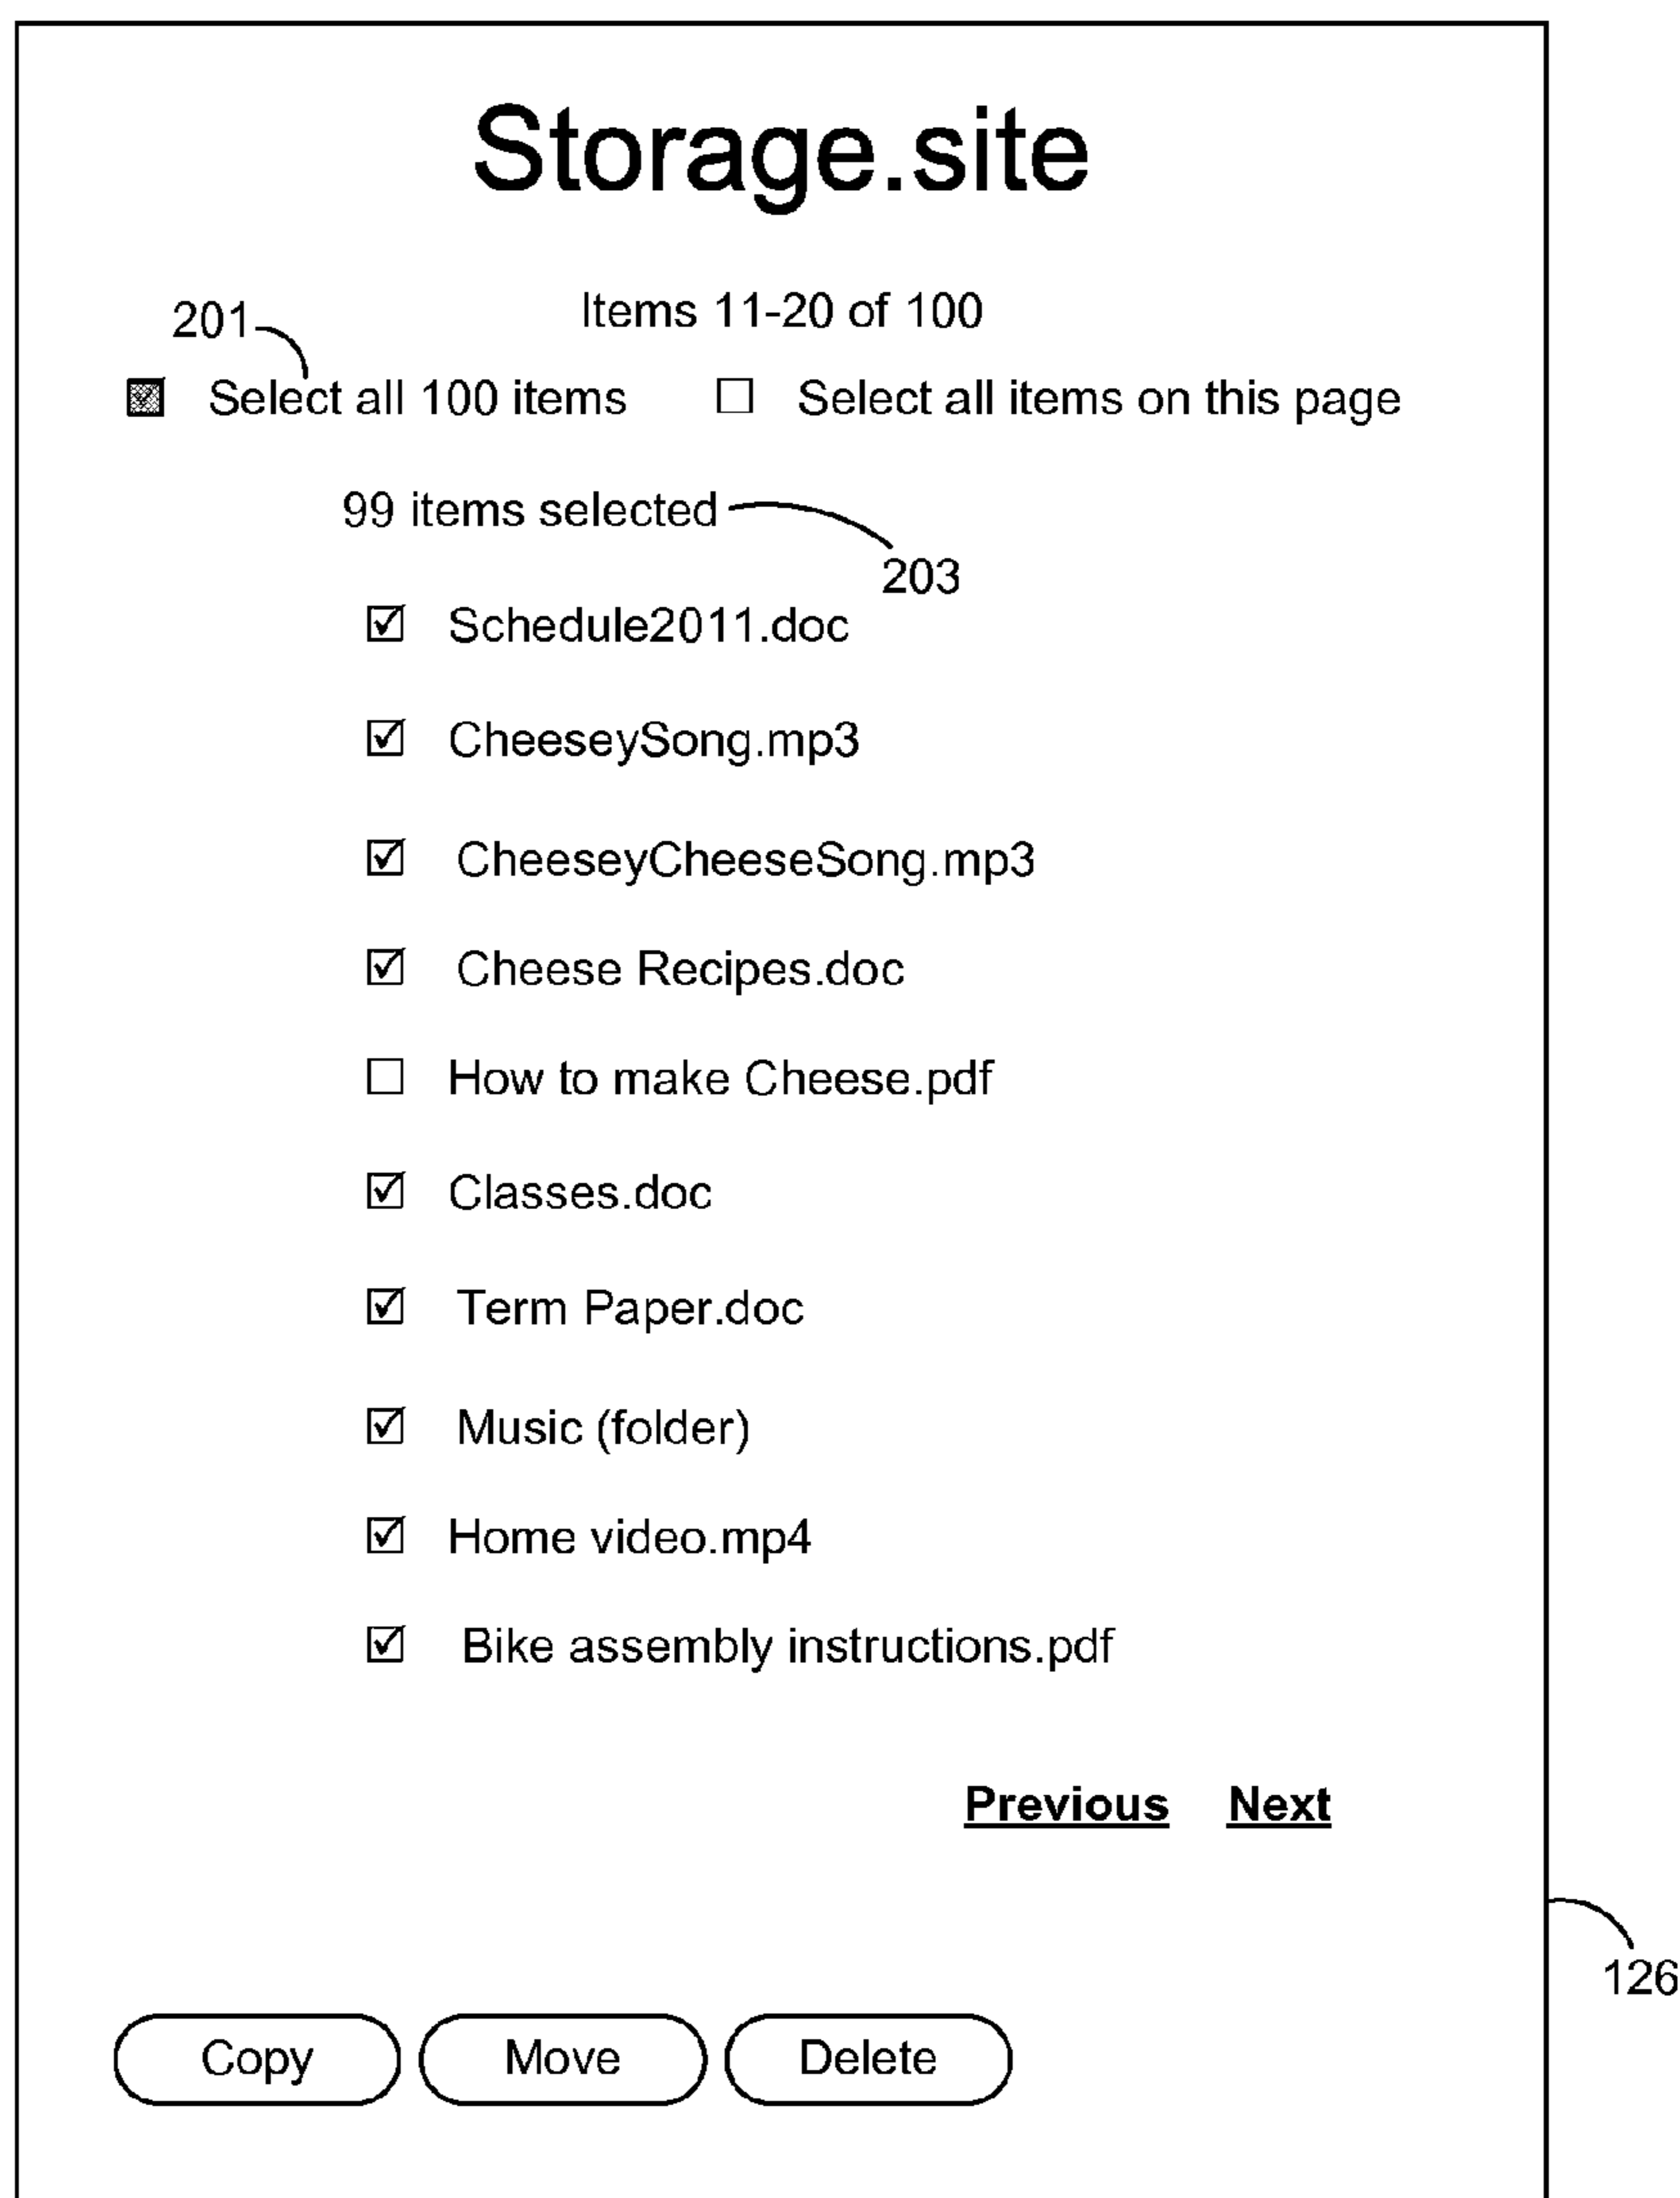 Storage.site
Items 11-20 of 100
201
Select all 100 items
Select all items on this page
99 items selected
203
Schedule2011.doc
CheeseySong.mp3
CheeseyCheeseSong.mp3
Cheese Recipes.doc
How to make Cheese.pdf
Classes.doc
Term Paper.doc
Music (folder)
Home video.mp4
Bike assembly instructions.pdf
Previous Next
126
Copy Move Delete